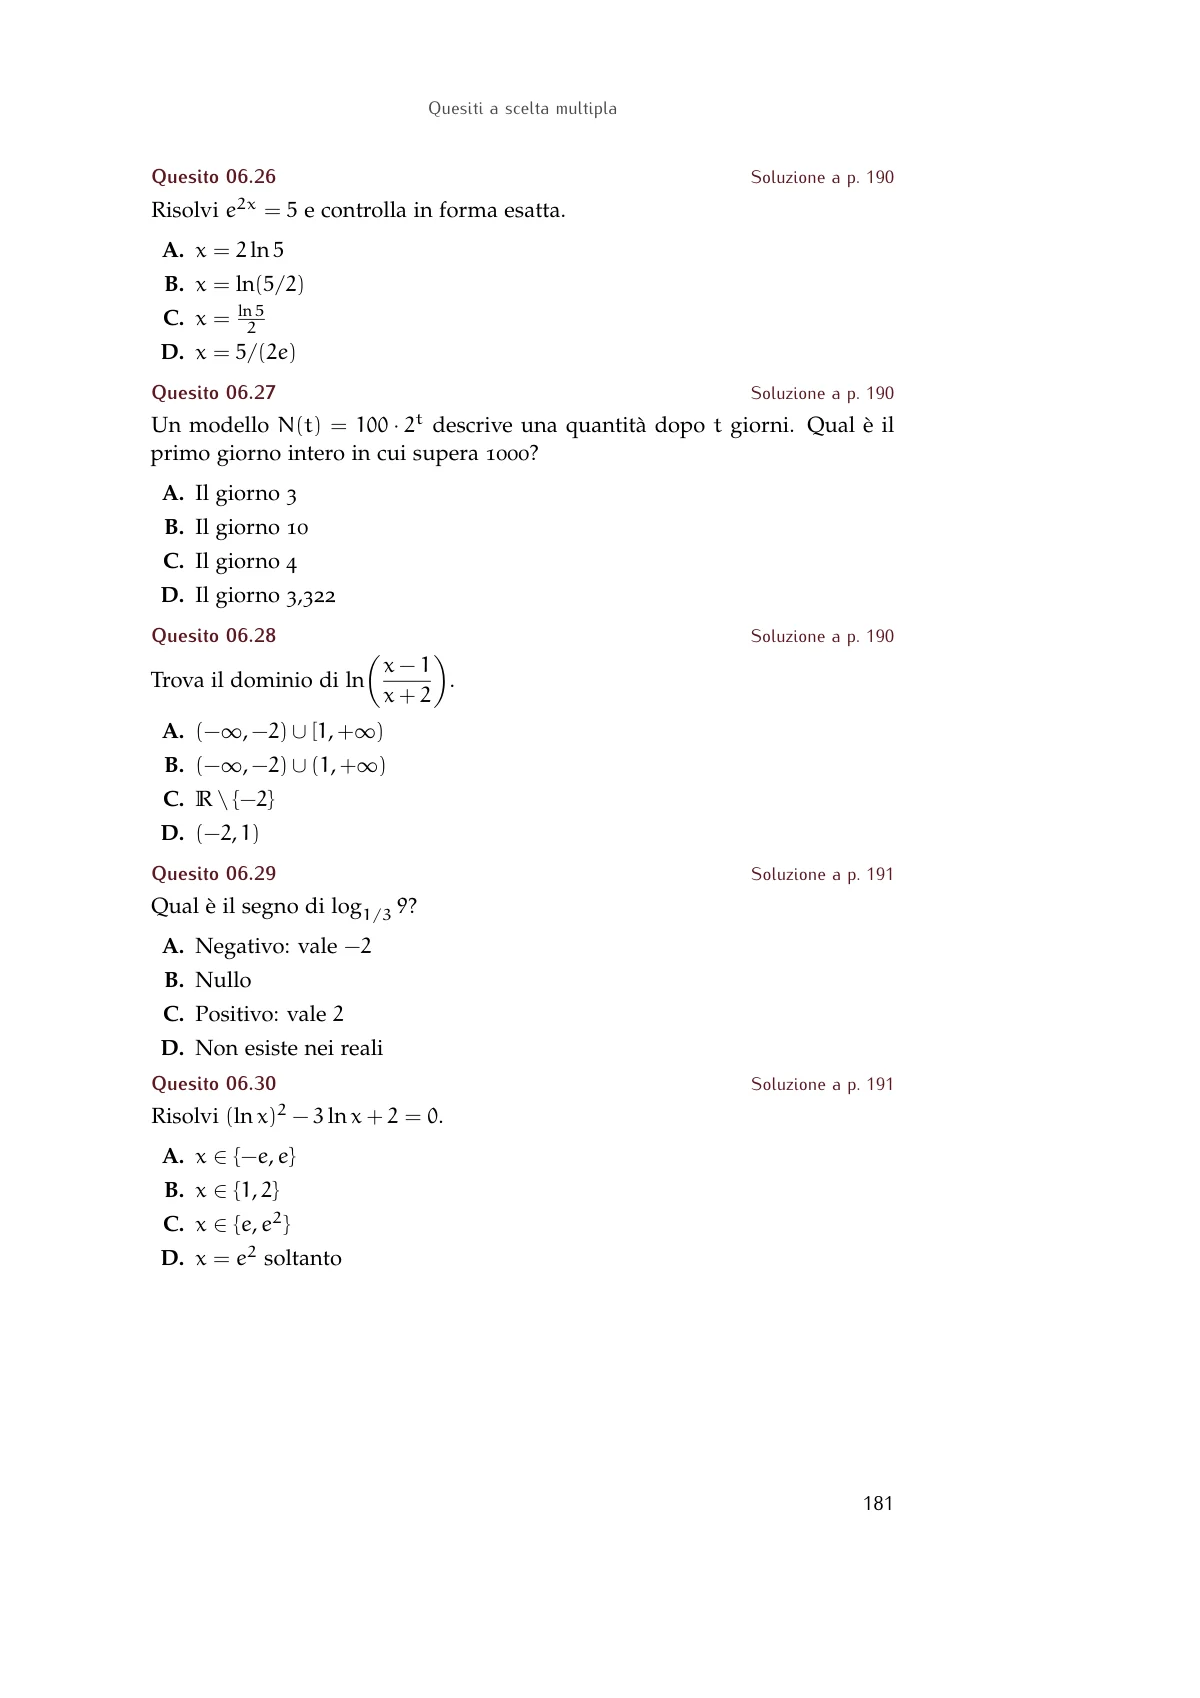 Quesiti a scelta multipla
Quesito 06.26 Soluzione a p. 190
Risolvi e^{2x} = 5 e controlla in forma esatta.
A. x = 2 ln 5
B. x = ln(5/2)
C. x = \frac{ln 5}{2}
D. x = 5/(2e)
Quesito 06.27 Soluzione a p. 190
Un modello N(t) = 100 · 2^t descrive una quantità dopo t giorni. Qual è il
primo giorno intero in cui supera 1000?
A. Il giorno 3
B. Il giorno 10
C. Il giorno 4
D. Il giorno 3,322
Quesito 06.28 Soluzione a p. 190
Trova il dominio di ln(\frac{x − 1}{x + 2}).
A. (−∞, −2) ∪ [1, +∞)
B. (−∞, −2) ∪ (1, +∞)
C. ℝ \ {−2}
D. (−2, 1)
Quesito 06.29 Soluzione a p. 191
Qual è il segno di log_{1/3} 9?
A. Negativo: vale −2
B. Nullo
C. Positivo: vale 2
D. Non esiste nei reali
Quesito 06.30 Soluzione a p. 191
Risolvi (ln x)^2 − 3 ln x + 2 = 0.
A. x ∈ {−e, e}
B. x ∈ {1, 2}
C. x ∈ {e, e^2}
D. x = e^2 soltanto
181